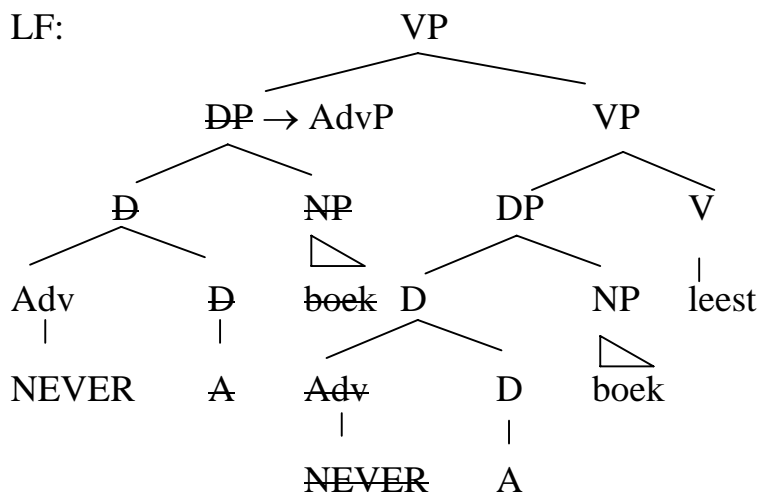 LF: VP
DP → AdvP VP
D NP DP V
Adv D boek D NP leest
NEVER A Adv D boek
NEVER A